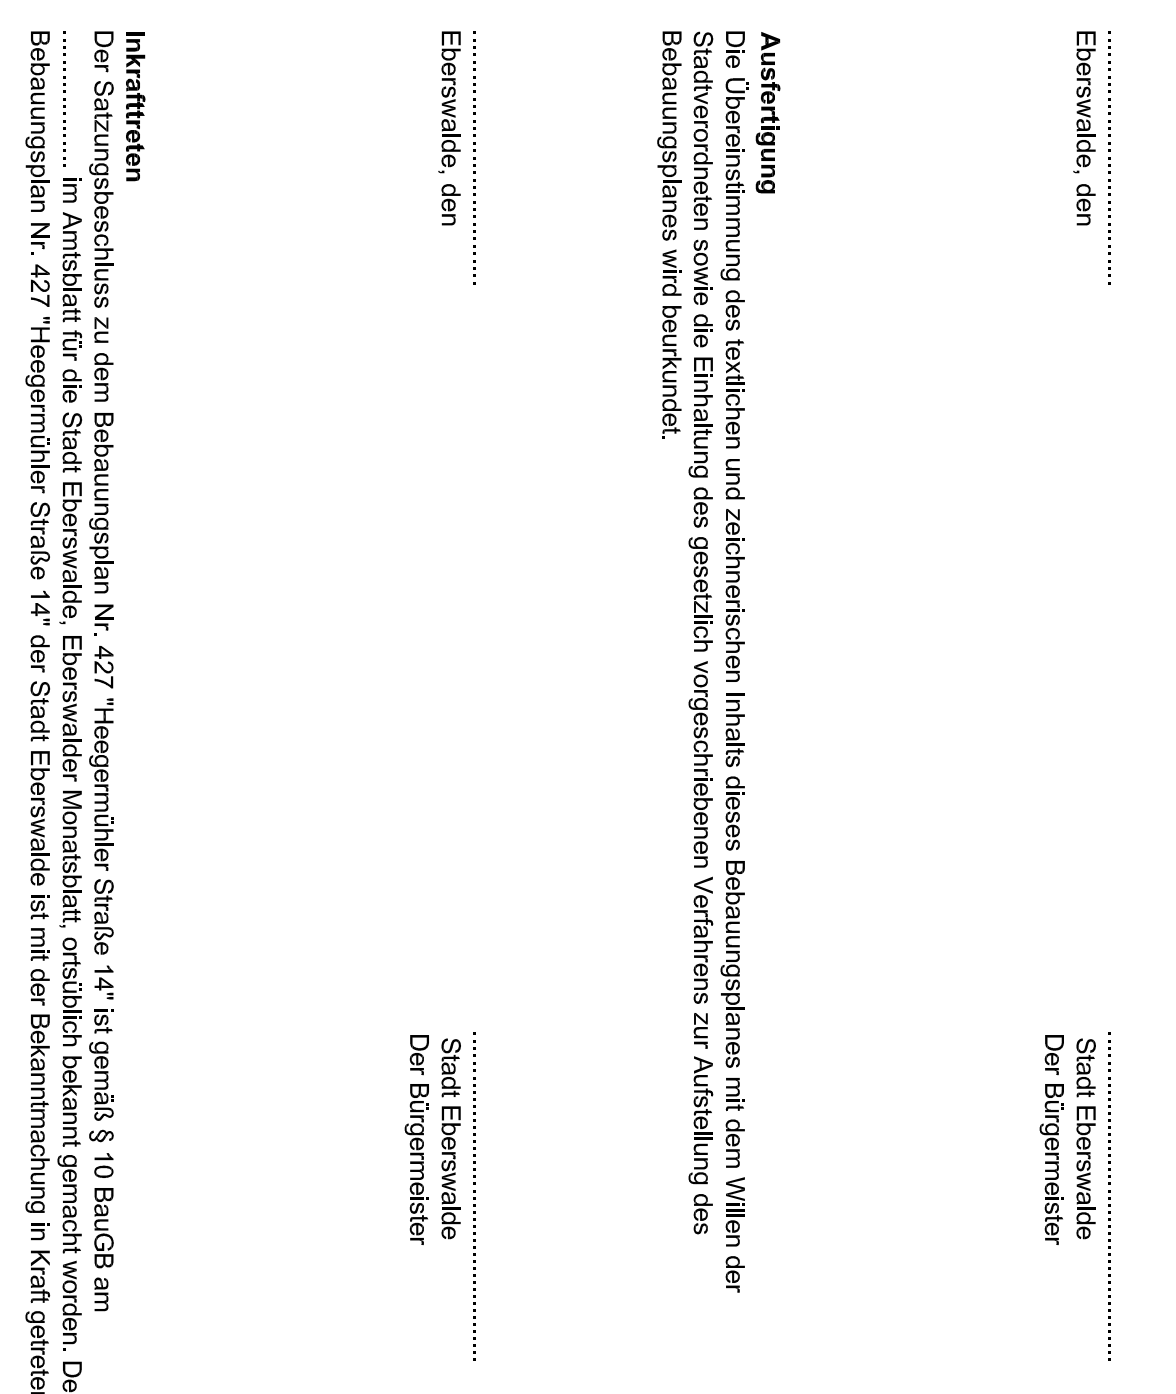 ................................................
Eberswalde, den
................................................
Stadt Eberswalde
Der Bürgermeister
Ausfertigung
Die Übereinstimmung des textlichen und zeichnerischen Inhalts dieses Bebauungsplanes mit dem Willen der
Stadtverordneten sowie die Einhaltung des gesetzlich vorgeschriebenen Verfahrens zur Aufstellung des
Bebauungsplanes wird beurkundet.
................................................
Eberswalde, den
................................................
Stadt Eberswalde
Der Bürgermeister
Inkrafttreten
Der Satzungsbeschluss zu dem Bebauungsplan Nr. 427 "Heegermühler Straße 14" ist gemäß § 10 BauGB am
................... im Amtsblatt für die Stadt Eberswalde, Eberswalder Monatsblatt, ortsüblich bekannt gemacht worden. De
Bebauungsplan Nr. 427 "Heegermühler Straße 14" der Stadt Eberswalde ist mit der Bekanntmachung in Kraft getreten